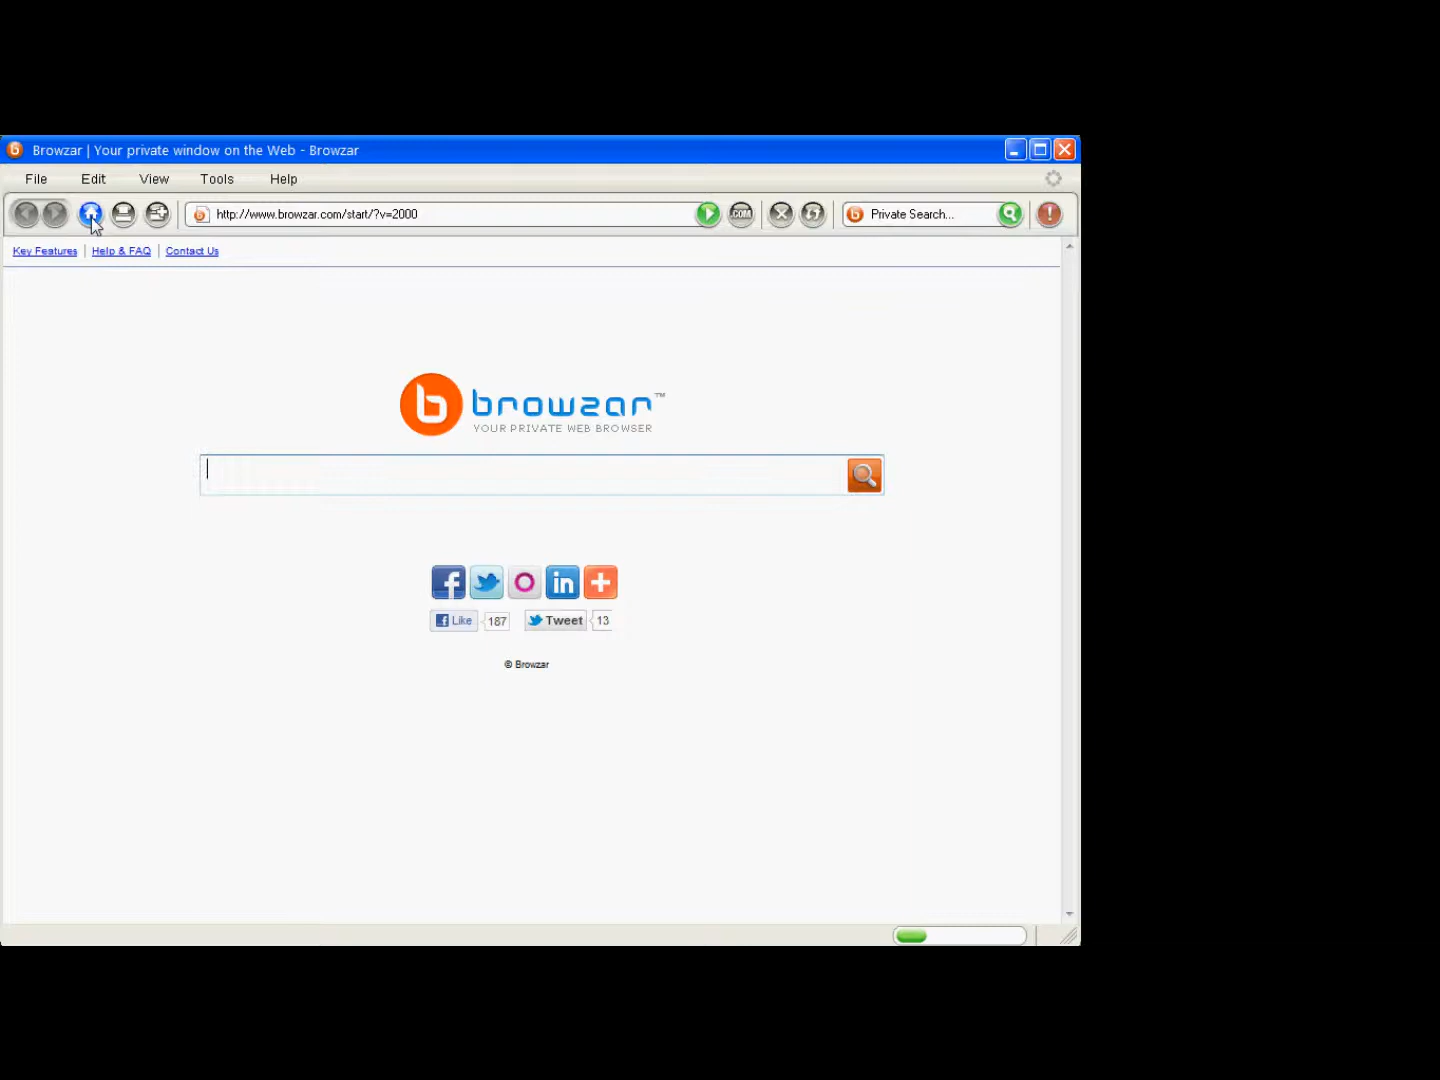 Browzar | Your private window on the Web - Browzar
File Edit View Tools Help
http://www.browzar.com/start/?v=2000 .COM Private Search...
Key Features | Help & FAQ | Contact Us
browzar™
YOUR PRIVATE WEB BROWSER
Like 187 Tweet 13
© Browzar